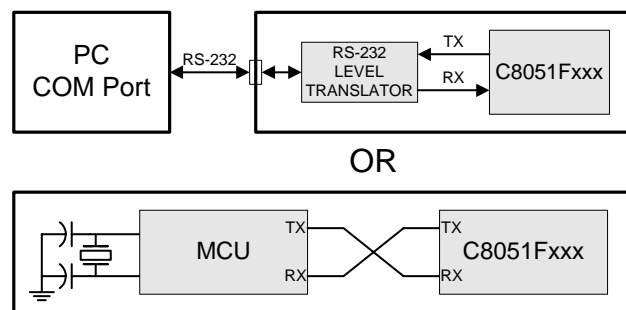 PC
COM Port
RS-232
RS-232
LEVEL
TRANSLATOR
TX
RX
C8051Fxxx
OR
MCU
TX
RX
TX
RX
C8051Fxxx